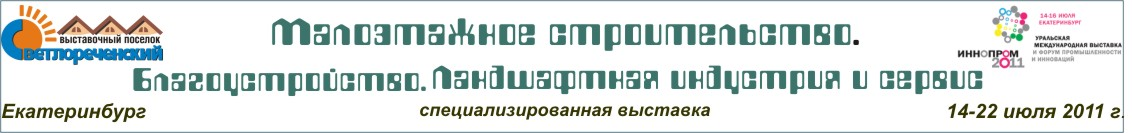 ВЫСТАВОЧНЫЙ ПОСЕЛОК
Светлореченский
Малоэтажное строительство.
14-16 ИЮЛЯ
ЕКАТЕРИНБУРГ
УРАЛЬСКАЯ
МЕЖДУНАРОДНАЯ ВЫСТАВКА
И ФОРУМ ПРОМЫШЛЕННОСТИ
И ИННОВАЦИЙ
ИННОПРОМ
2011
Благоустройство. Ландшафтная индустрия и сервис
Екатеринбург специализированная выставка 14-22 июля 2011 г.